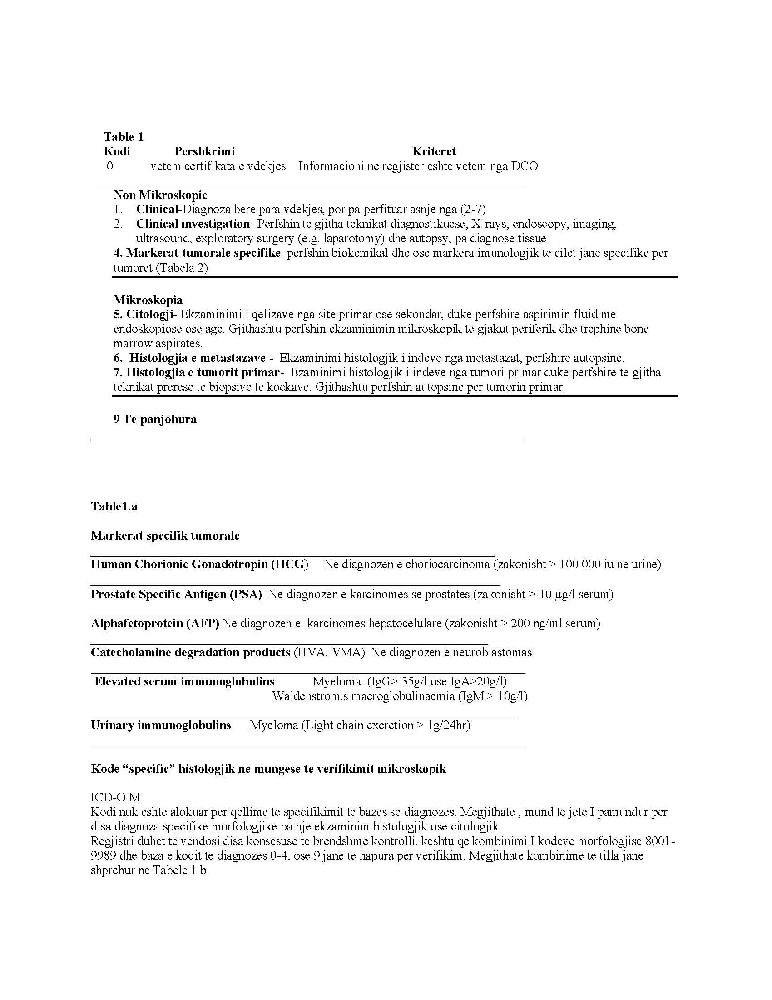 Table 1
Kodi Pershkrimi Kriteret
0 vetem certifikata e vdekjes Informacioni ne regjister eshte vetem nga DCO
Non Mikroskopic
1. Clinical-Diagnoza bere para vdekjes, por pa perfituar asnje nga (2-7)
2. Clinical investigation- Perfshin te gjitha teknikat diagnostikuese, X-rays, endoscopy, imaging,
ultrasound, exploratory surgery (e.g. laparotomy) dhe autopsy, pa diagnose tissue
4. Markerat tumorale specifike perfshin biokemikal dhe ose markera imunologjik te cilet jane specifike per
tumoret (Tabela 2)
Mikroskopia
5. Citologji- Ekzaminimi i qelizave nga site primar ose sekondar, duke perfshire aspirimin fluid me
endoskopiose ose age. Gjithashtu perfshin ekzaminimin mikroskopik te gjakut periferik dhe trephine bone
marrow aspirates.
6. Histologjia e metastazave - Ekzaminimi histologjik i indeve nga metastazat, perfshire autopsine.
7. Histologjia e tumorit primar- Ezaminimi histologjik i indeve nga tumori primar duke perfshire te gjitha
teknikat prerese te biopsive te kockave. Gjithashtu perfshin autopsine per tumorin primar.
9 Te panjohura
Table1.a
Markerat specifik tumorale
Human Chorionic Gonadotropin (HCG) Ne diagnozen e choriocarcinoma (zakonisht > 100 000 iu ne urine)
Prostate Specific Antigen (PSA) Ne diagnozen e karcinomes se prostates (zakonisht > 10 µg/l serum)
Alphafetoprotein (AFP) Ne diagnozen e karcinomes hepatocelulare (zakonisht > 200 ng/ml serum)
Catecholamine degradation products (HVA, VMA) Ne diagnozen e neuroblastomas
Elevated serum immunoglobulins Myeloma (IgG> 35g/l ose IgA>20g/l)
Waldenstrom,s macroglobulinaemia (IgM > 10g/l)
Urinary immunoglobulins Myeloma (Light chain excretion > 1g/24hr)
Kode “specific” histologjik ne mungese te verifikimit mikroskopik
ICD-O M
Kodi nuk eshte alokuar per qellime te specifikimit te bazes se diagnozes. Megjithate , mund te jete I pamundur per
disa diagnoza specifike morfologjike pa nje ekzaminim histologjik ose citologjik.
Regjistri duhet te vendosi disa konsesuse te brendshme kontrolli, keshtu qe kombinimi I kodeve morfologjise 8001-
9989 dhe baza e kodit te diagnozes 0-4, ose 9 jane te hapura per verifikim. Megjithate kombinime te tilla jane
shprehur ne Tabele 1 b.